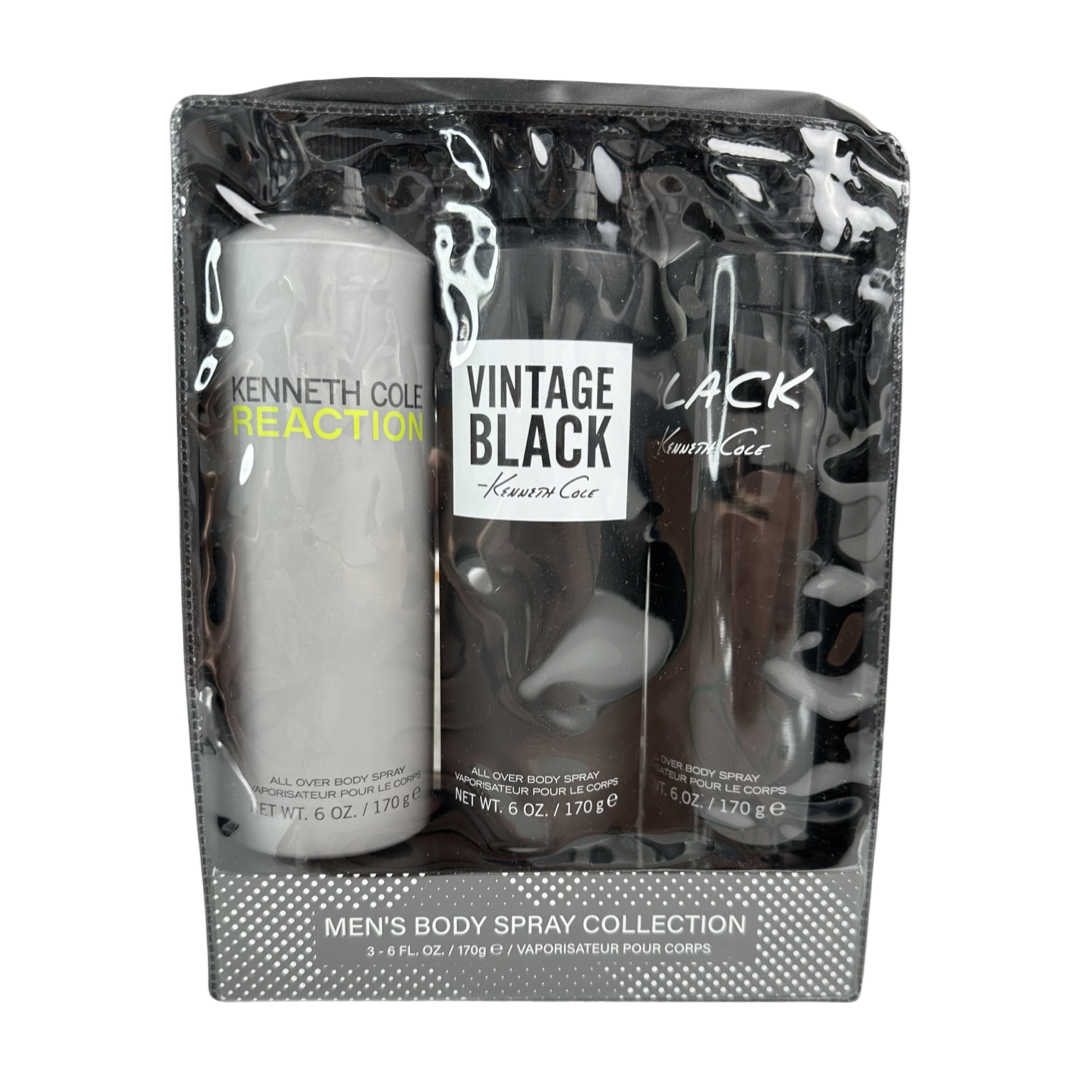 KENNETH COLE
REACTION
ALL OVER BODY SPRAY
VAPORISATEUR POUR LE CORPS
NET WT. 6 OZ. / 170 g ℮
VINTAGE
BLACK
-KENNETH COLE
ALL OVER BODY SPRAY
VAPORISATEUR POUR LE CORPS
NET WT. 6 OZ. / 170 g ℮
LACK
KENNETH COLE
OVER BODY SPRAY
POUR LE CORPS
6 OZ. / 170 g ℮
MEN'S BODY SPRAY COLLECTION
3 - 6 FL. OZ. / 170g ℮ / VAPORISATEUR POUR CORPS